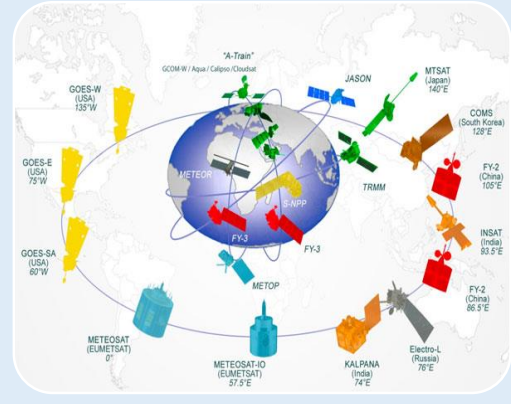 "A-Train"
GCOM-W / Aqua / Calipso /Cloudsat
JASON
MTSAT
(Japan)
140°E
GOES-W
(USA)
135°W
COMS
(South Korea)
128°E
GOES-E
(USA)
75°W
METEOR
TRMM
FY-2
(China)
105°E
S-NPP
INSAT
(India)
93.5°E
GOES-SA
(USA)
60°W
FY-3
FY-3
METOP
FY-2
(China)
86.5°E
METEOSAT
(EUMETSAT)
0°
METEOSAT-IO
(EUMETSAT)
57.5°E
KALPANA
(India)
74°E
Electro-L
(Russia)
76°E